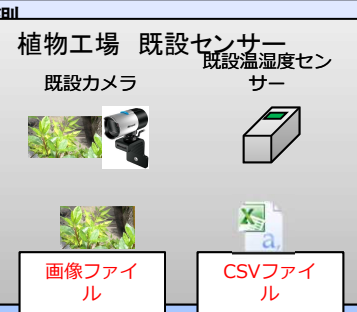 植物工場 既設センサー
既設カメラ
既設温湿度セン
サー
a,
画像ファイ
ル
CSVファイ
ル